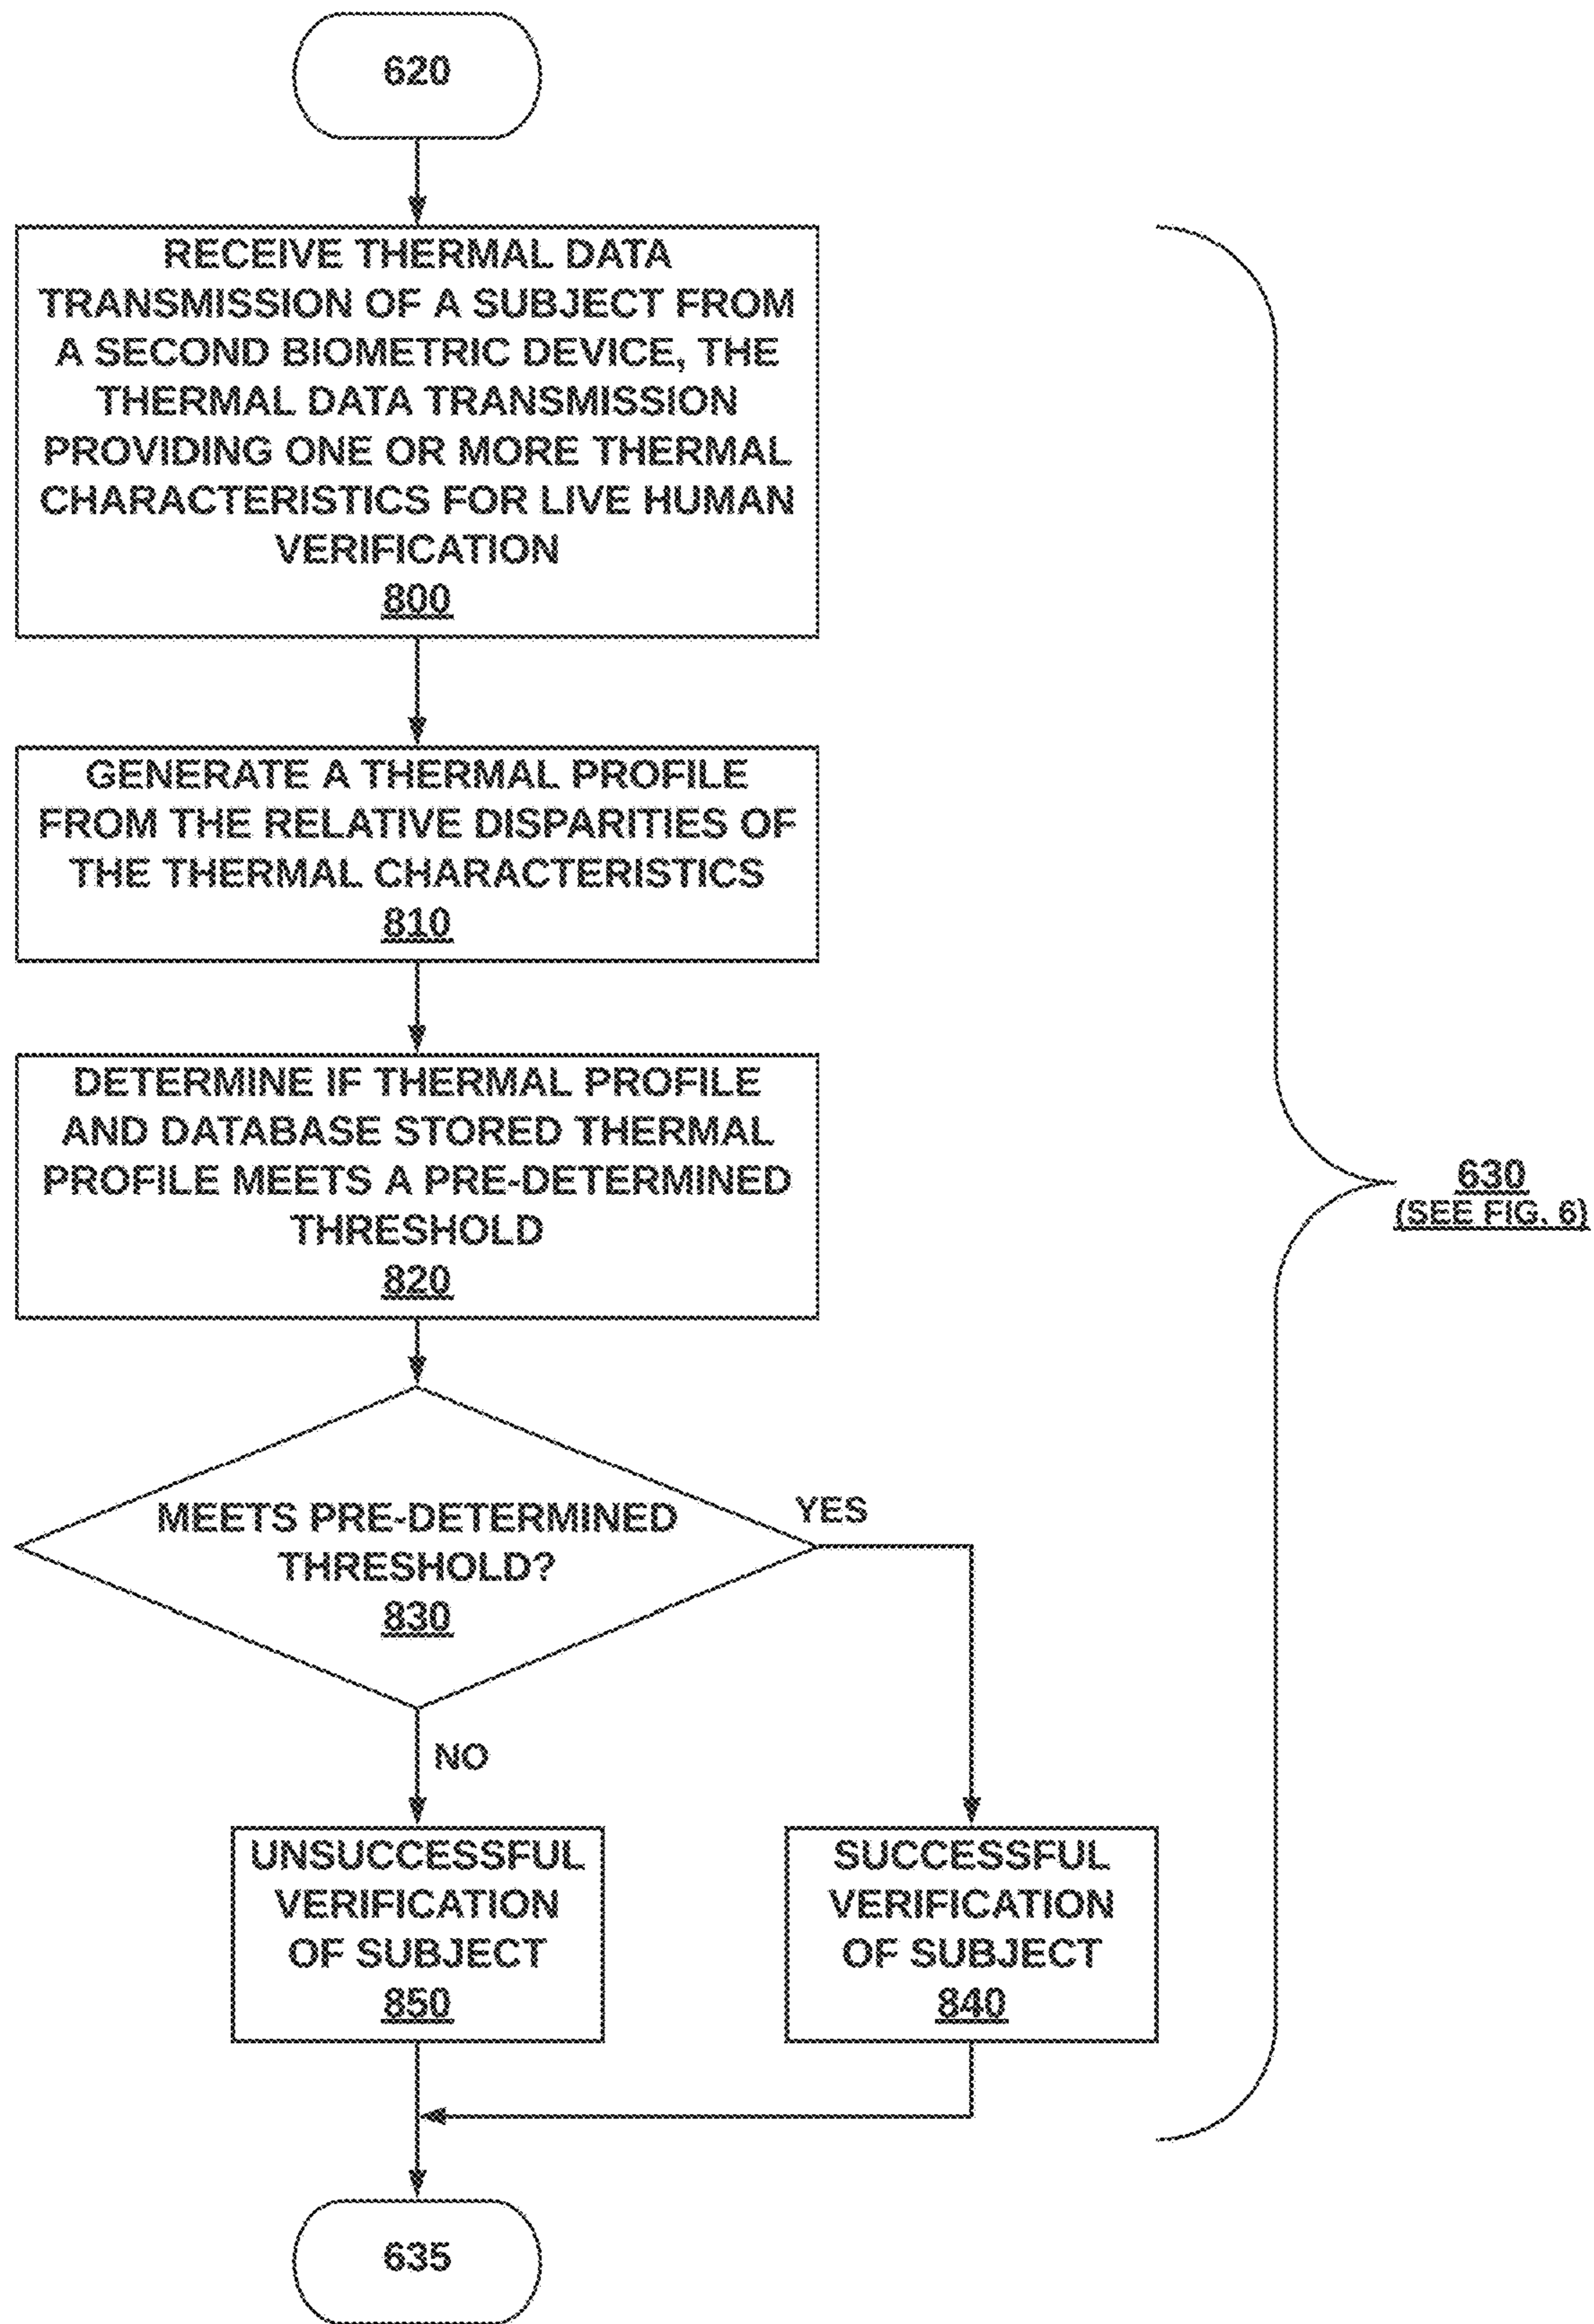 620
RECEIVE THERMAL DATA
TRANSMISSION OF A SUBJECT FROM
A SECOND BIOMETRIC DEVICE, THE
THERMAL DATA TRANSMISSION
PROVIDING ONE OR MORE THERMAL
CHARACTERISTICS FOR LIVE HUMAN
VERIFICATION
800
GENERATE A THERMAL PROFILE
FROM THE RELATIVE DISPARITIES OF
THE THERMAL CHARACTERISTICS
810
DETERMINE IF THERMAL PROFILE
AND DATABASE STORED THERMAL
PROFILE MEETS A PRE-DETERMINED
THRESHOLD
820
630
(SEE FIG. 6)
MEETS PRE-DETERMINED
THRESHOLD?
830
YES
NO
UNSUCCESSFUL
VERIFICATION
OF SUBJECT
850
SUCCESSFUL
VERIFICATION
OF SUBJECT
840
635